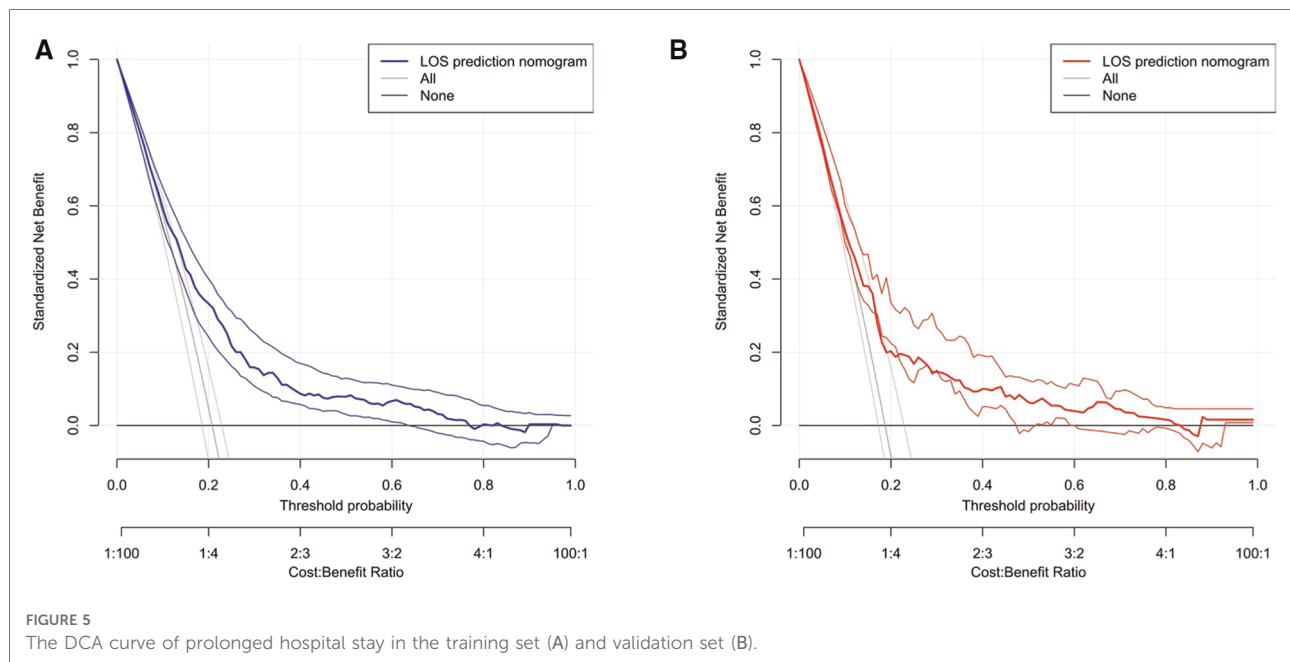 A
LOS prediction nomogram
All
None
Standardized Net Benefit
1.0
0.8
0.6
0.4
0.2
0.0
0.0 0.2 0.4 0.6 0.8 1.0
Threshold probability
1:100 1:4 2:3 3:2 4:1 100:1
Cost:Benefit Ratio
B
LOS prediction nomogram
All
None
Standardized Net Benefit
1.0
0.8
0.6
0.4
0.2
0.0
0.0 0.2 0.4 0.6 0.8 1.0
Threshold probability
1:100 1:4 2:3 3:2 4:1 100:1
Cost:Benefit Ratio
FIGURE 5
The DCA curve of prolonged hospital stay in the training set (A) and validation set (B).